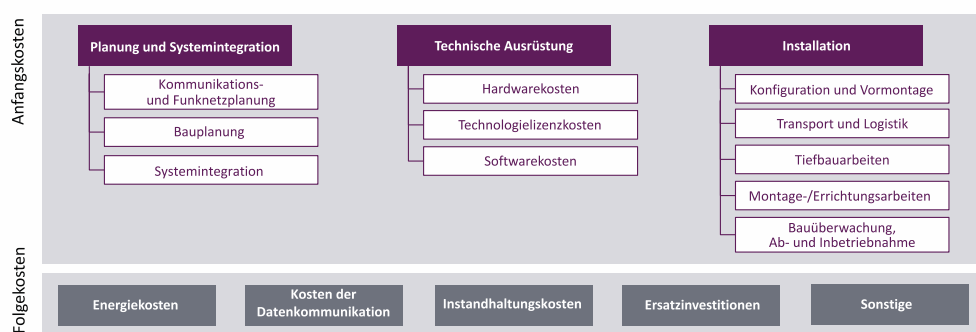 Anfangskosten
Planung und Systemintegration
Kommunikations-
und Funknetzplanung
Bauplanung
Systemintegration
Technische Ausrüstung
Hardwarekosten
Technologielizenzkosten
Softwarekosten
Installation
Konfiguration und Vormontage
Transport und Logistik
Tiefbauarbeiten
Montage-/Errichtungsarbeiten
Bauüberwachung,
Ab- und Inbetriebnahme
Folgekosten
Energiekosten
Kosten der
Datenkommunikation
Instandhaltungskosten
Ersatzinvestitionen
Sonstige